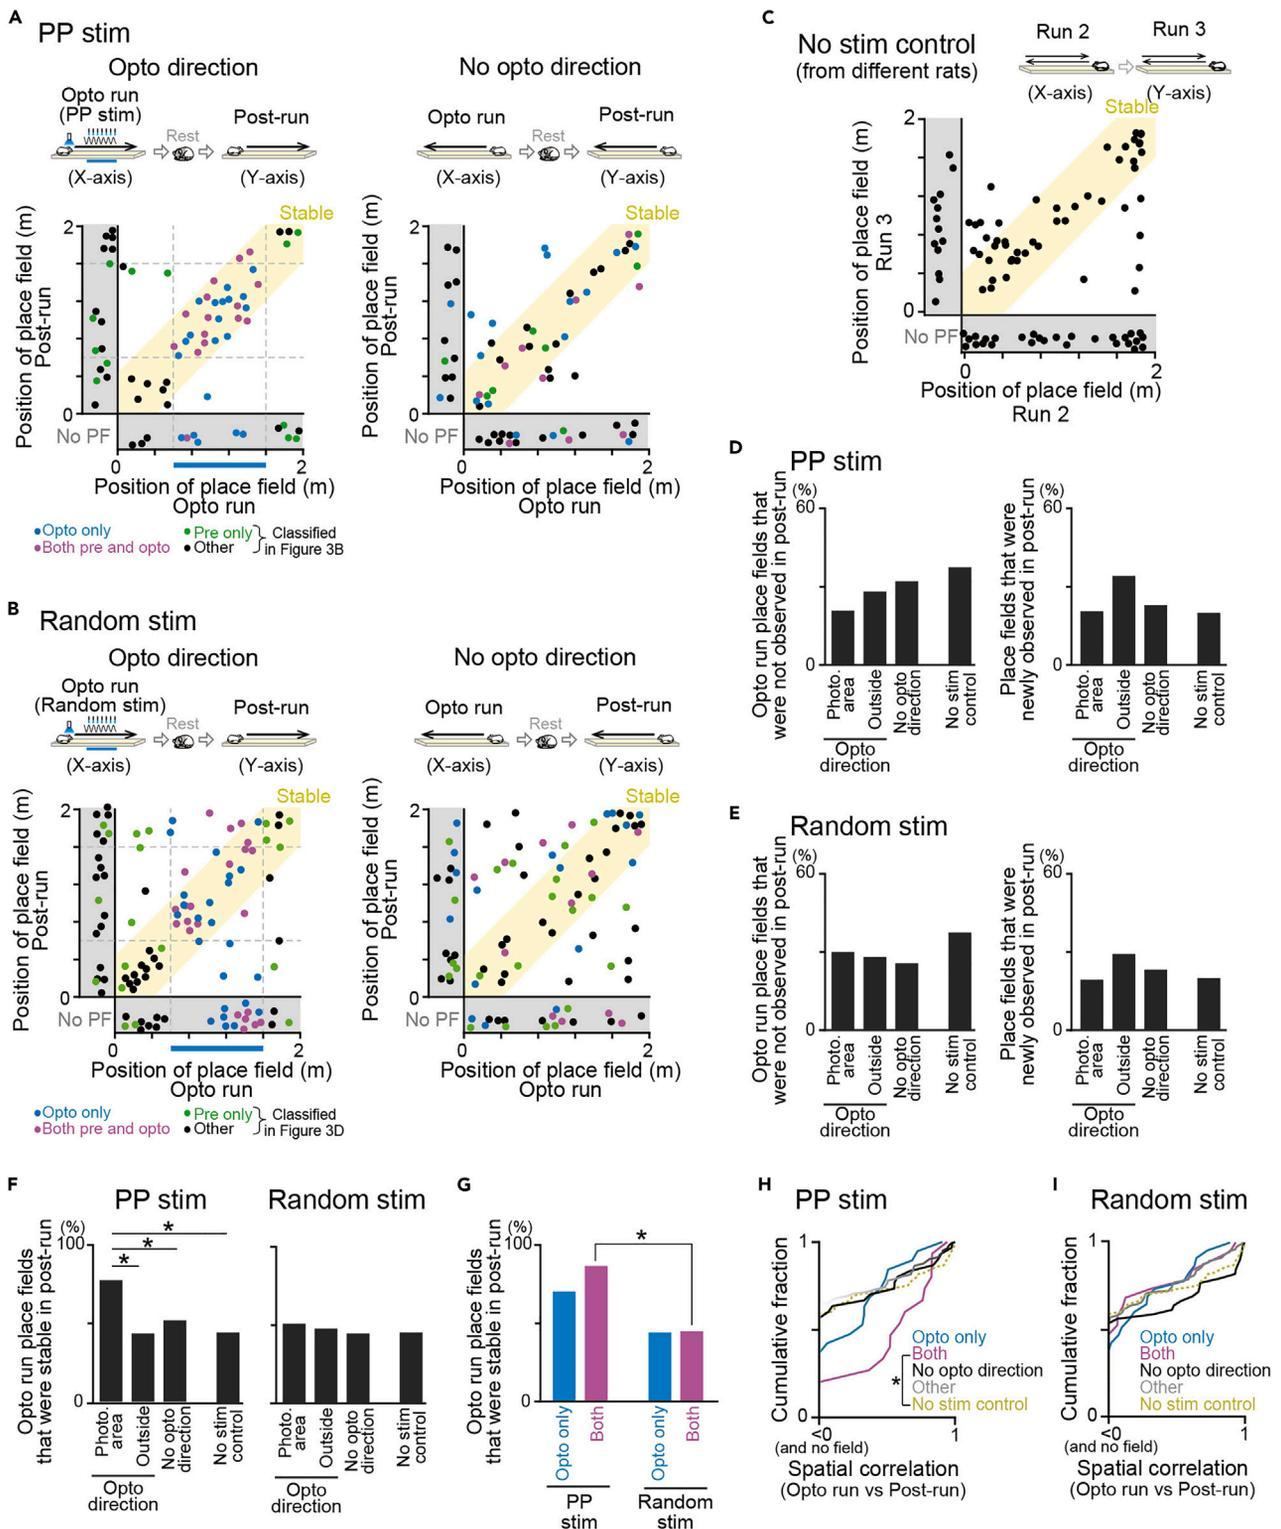 A
PP stim
Opto direction
No opto direction
Opto run
(PP stim)
Rest
Post-run
(X-axis)
(Y-axis)
Opto run
Rest
Post-run
(X-axis)
(Y-axis)
Position of place field (m)
Post-run
Stable
2
0
No PF
0
2
Position of place field (m)
Opto run
Position of place field (m)
Post-run
Stable
2
0
No PF
0
2
Position of place field (m)
Opto run
Opto only
Both pre and opto
Pre only
Other
Classified
in Figure 3B
B
Random stim
Opto direction
No opto direction
Opto run
(Random stim)
Rest
Post-run
(X-axis)
(Y-axis)
Opto run
Rest
Post-run
(X-axis)
(Y-axis)
Position of place field (m)
Post-run
Stable
2
0
No PF
0
2
Position of place field (m)
Opto run
Position of place field (m)
Post-run
Stable
2
0
No PF
0
2
Position of place field (m)
Opto run
Opto only
Both pre and opto
Pre only
Other
Classified
in Figure 3D
C
No stim control
(from different rats)
Run 2
Run 3
(X-axis)
(Y-axis)
Stable
Position of place field (m)
Run 3
2
0
No PF
0
2
Position of place field (m)
Run 2
D
PP stim
Opto run place fields that
were not observed in post-run
(%)
60
0
Photo.
area
Outside
No opto
direction
No stim
control
Opto
direction
Place fields that were
newly observed in post-run
(%)
60
0
Photo.
area
Outside
No opto
direction
No stim
control
Opto
direction
E
Random stim
Opto run place fields that
were not observed in post-run
(%)
60
0
Photo.
area
Outside
No opto
direction
No stim
control
Opto
direction
Place fields that were
newly observed in post-run
(%)
60
0
Photo.
area
Outside
No opto
direction
No stim
control
Opto
direction
F
PP stim
Random stim
Opto run place fields
that were stable in post-run
(%)
100
0
*
*
*
Photo.
area
Outside
No opto
direction
No stim
control
Opto
direction
Photo.
area
Outside
No opto
direction
No stim
control
Opto
direction
G
Opto run place fields
that were stable in post-run
(%)
100
0
*
Opto only
Both
Opto only
Both
PP
stim
Random
stim
H
PP stim
Cumulative fraction
1
0
Opto only
Both
No opto direction
Other
No stim control
*
<0
(and no field)
1
Spatial correlation
(Opto run vs Post-run)
I
Random stim
Cumulative fraction
1
0
Opto only
Both
No opto direction
Other
No stim control
<0
(and no field)
1
Spatial correlation
(Opto run vs Post-run)